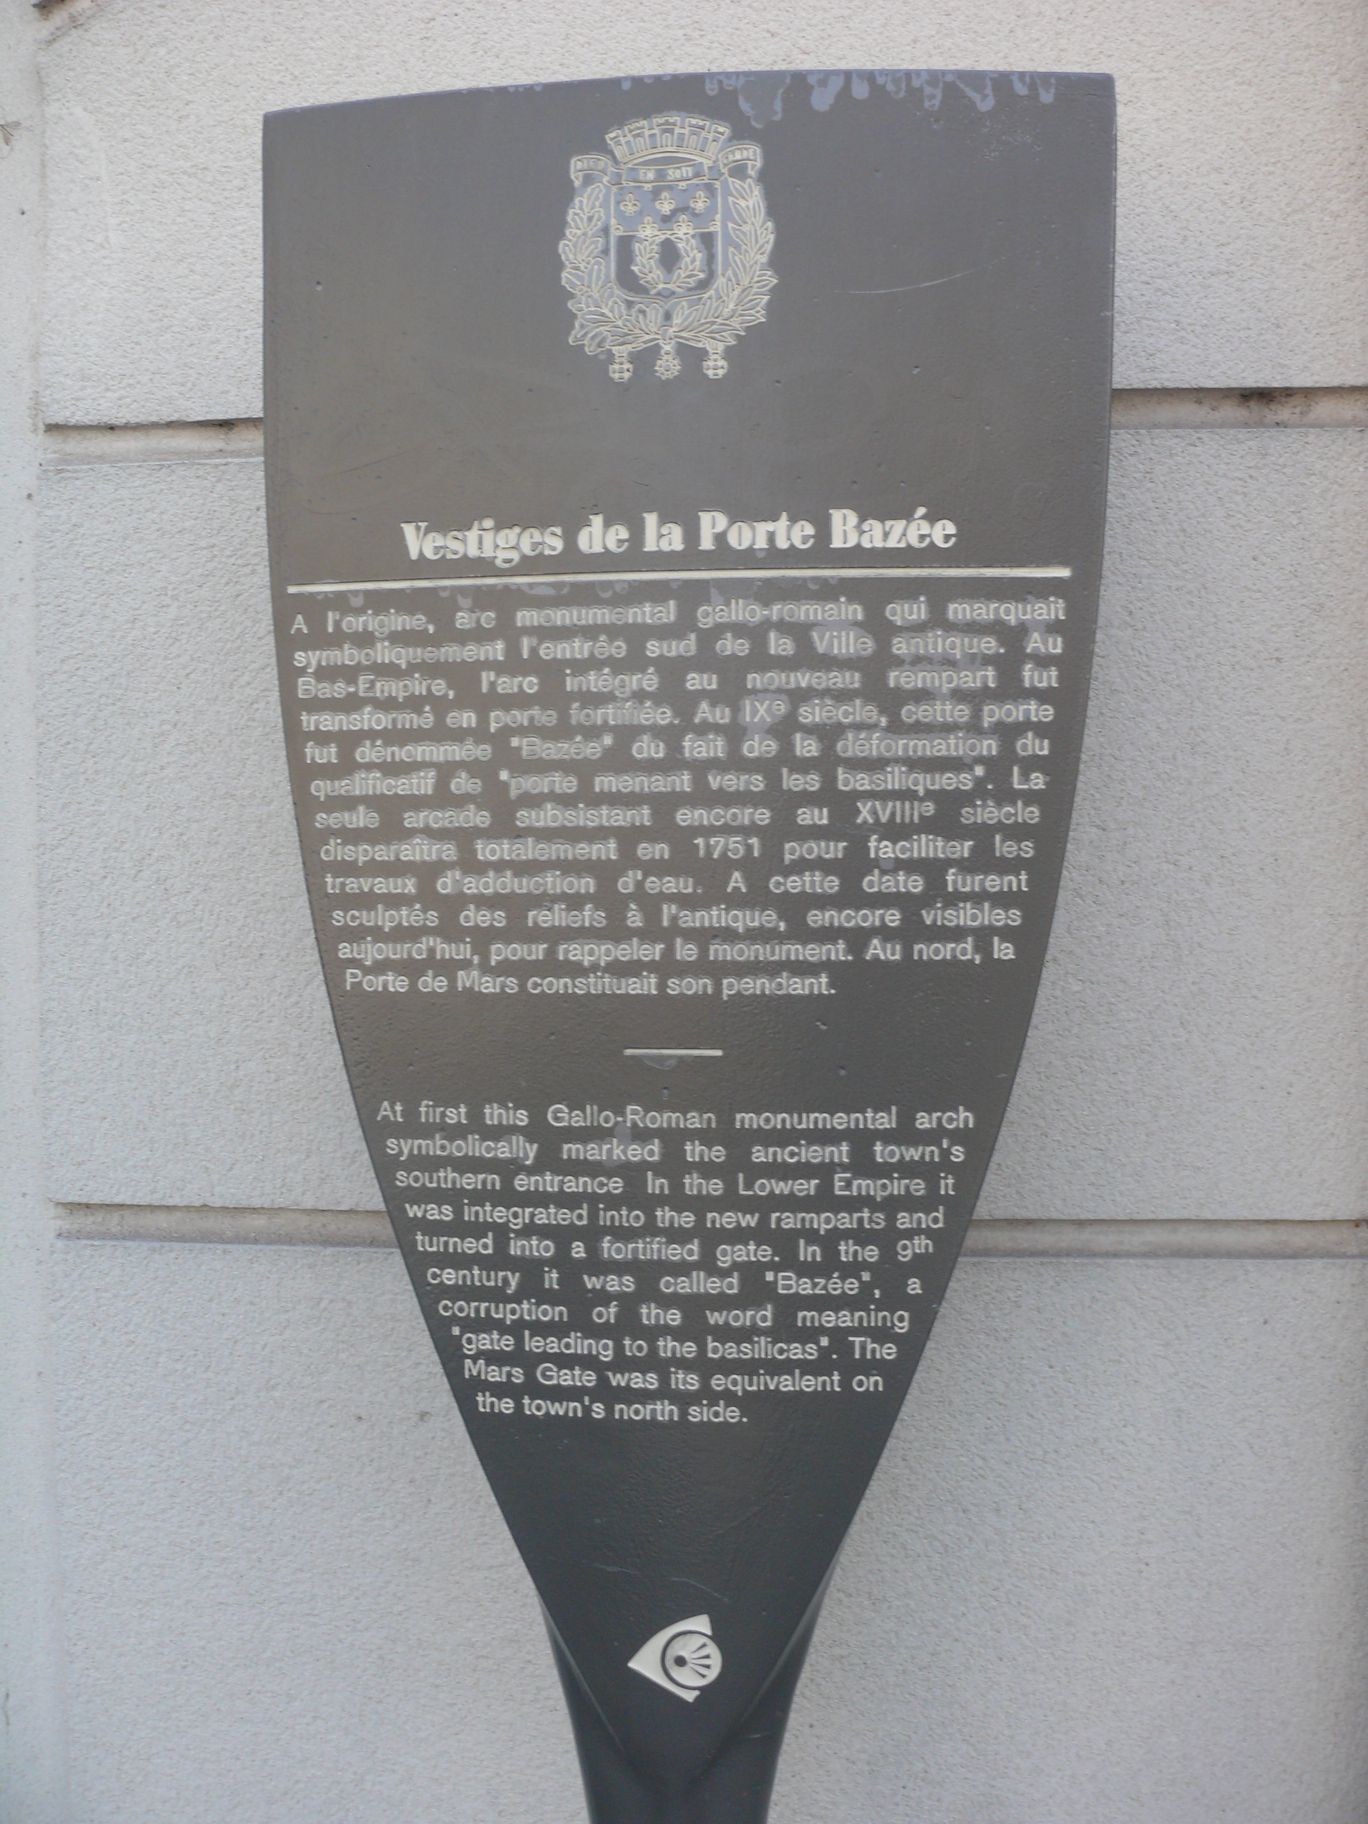 DIEU EN SOIT GARDE
Vestiges de la Porte Bazée
A l'origine, arc monumental gallo-romain qui marquait
symboliquement l'entrée sud de la Ville antique. Au
Bas-Empire, l'arc intégré au nouveau rempart fut
transformé en porte fortifiée. Au IXe siècle, cette porte
fut dénommée "Bazée" du fait de la déformation du
qualificatif de "porte menant vers les basiliques". La
seule arcade subsistant encore au XVIIIe siècle
disparaîtra totalement en 1751 pour faciliter les
travaux d'adduction d'eau. A cette date furent
sculptés des reliefs à l'antique, encore visibles
aujourd'hui, pour rappeler le monument. Au nord, la
Porte de Mars constituait son pendant.
At first this Gallo-Roman monumental arch
symbolically marked the ancient town's
southern entrance In the Lower Empire it
was integrated into the new ramparts and
turned into a fortified gate. In the 9th
century it was called "Bazée", a
corruption of the word meaning
"gate leading to the basilicas". The
Mars Gate was its equivalent on
the town's north side.